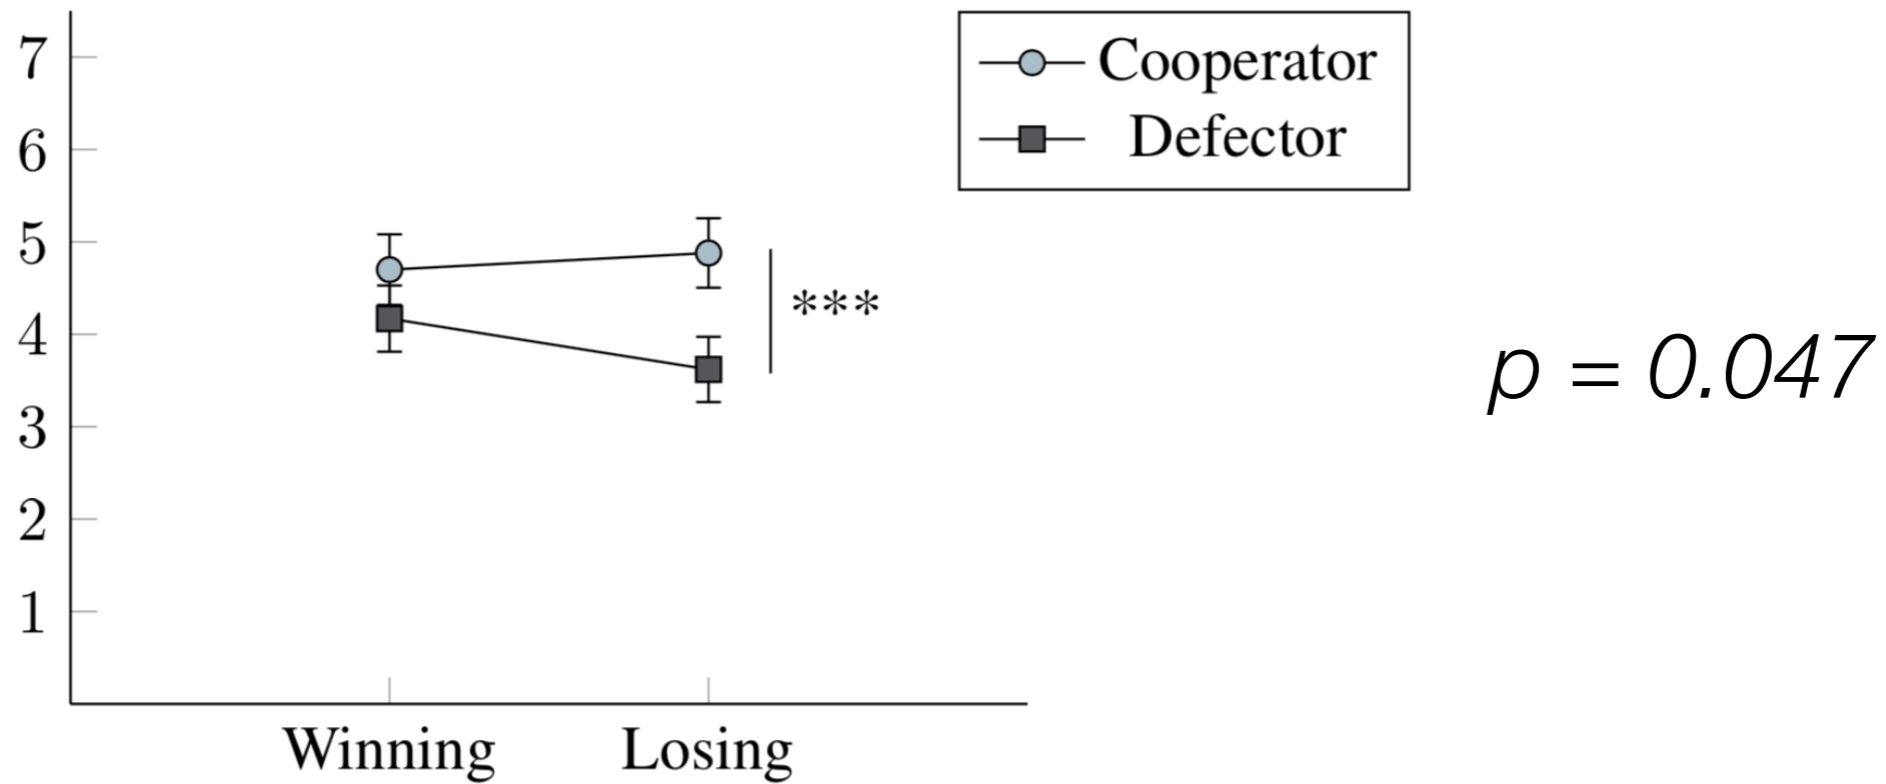 7
6
5
4
3
2
1
Winning
Losing
Cooperator
Defector
***
p = 0.047